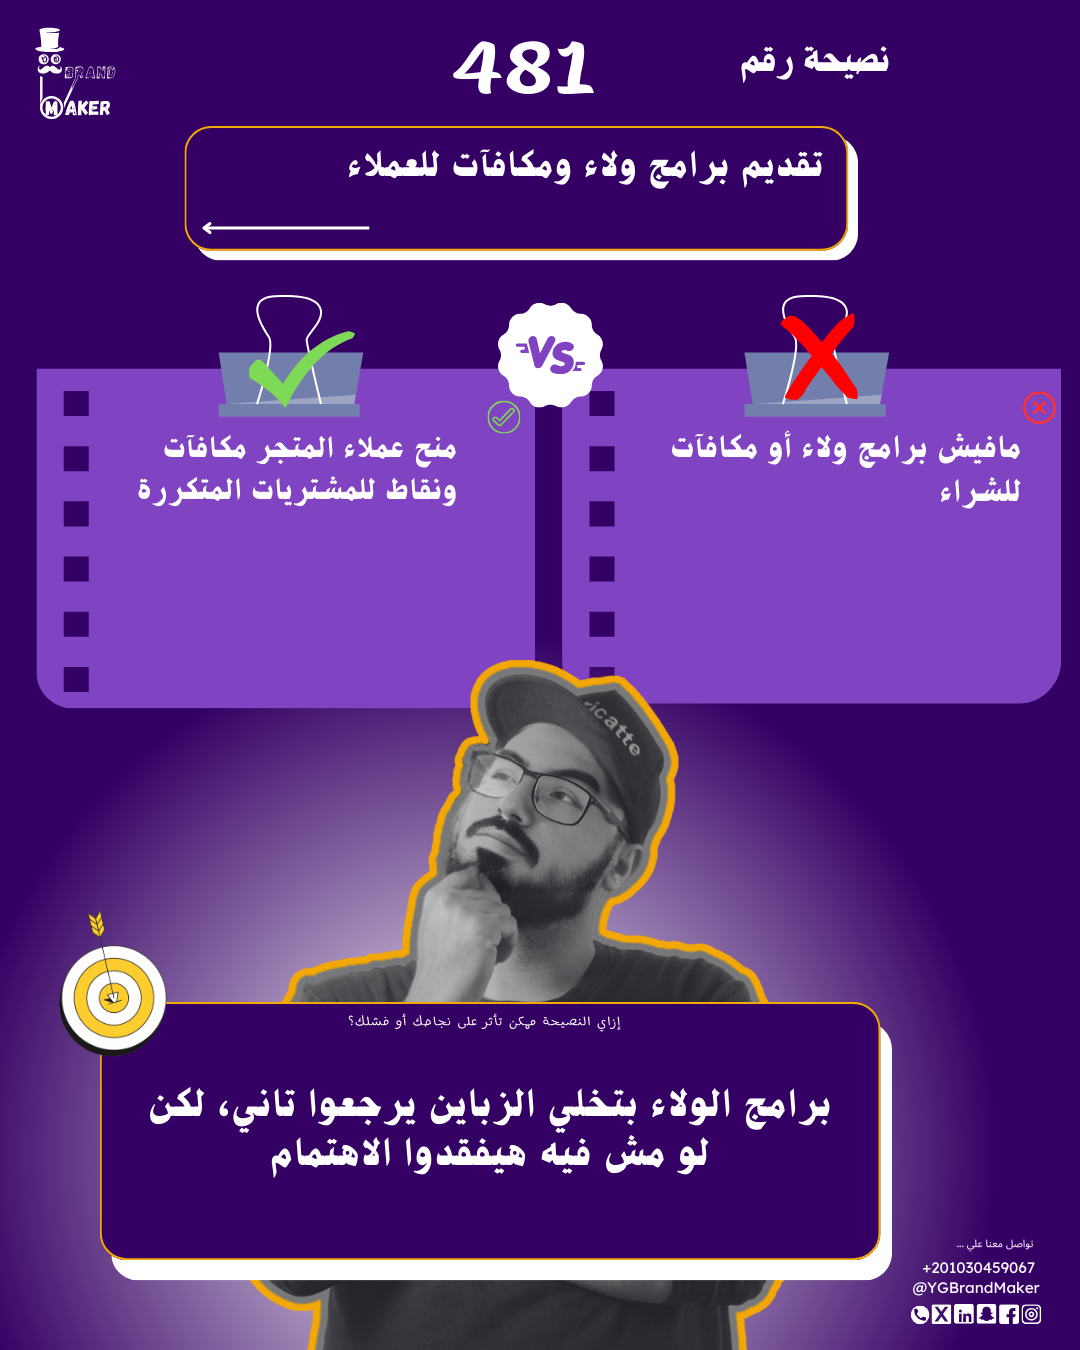 BRAND
MAKER
نصيحة رقم 481
تقديم برامج ولاء ومكافآت للعملاء
VS
مافيش برامج ولاء أو مكافآت
للشراء
منح عملاء المتجر مكافآت
ونقاط للمشتريات المتكررة
icatte
إزاي النصيحة ممكن تأثر على نجاحك أو فشلك؟
برامج الولاء بتخلي الزباين يرجعوا تاني، لكن
لو مش فيه هيفقدوا الاهتمام
تواصل معنا علي ...
+201030459067
@YGBrandMaker